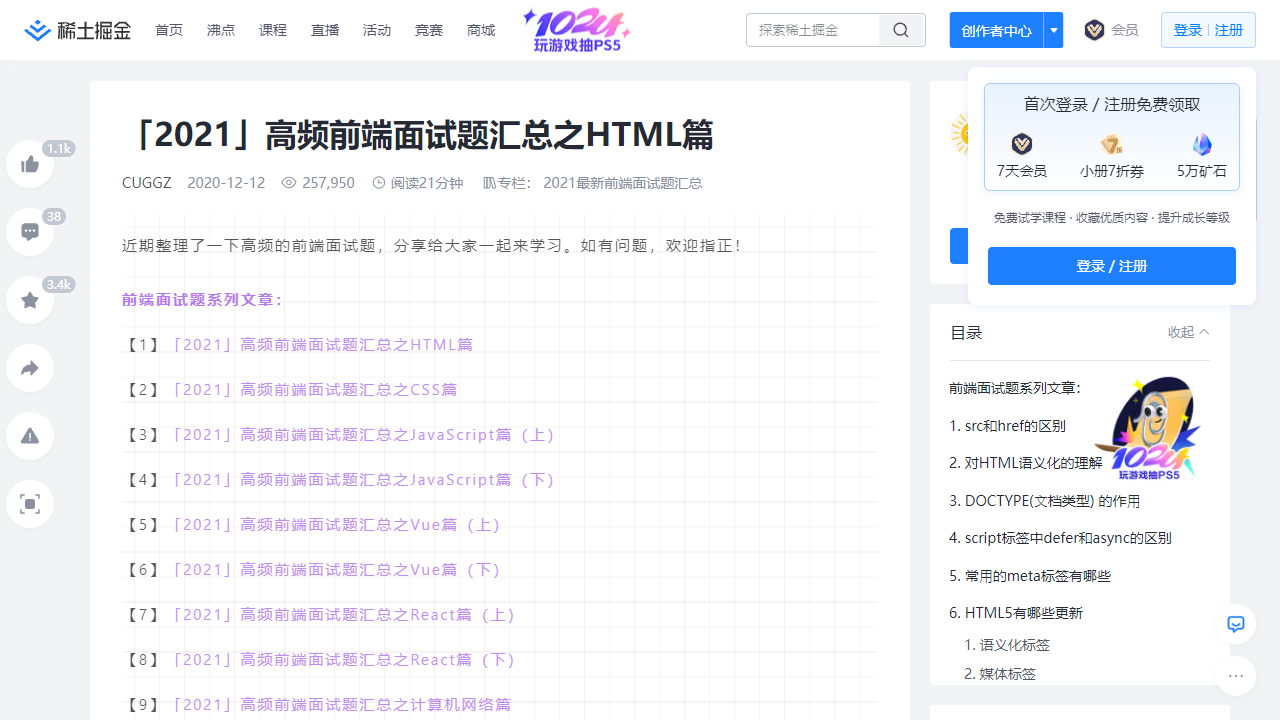 稀土掘金 首页 沸点 课程 直播 活动 竞赛 商城 1024 玩游戏抽PS5 探索稀土掘金 创作者中心 会员 登录 注册
首次登录 / 注册免费领取
7天会员 小册7折券 5万矿石
免费试学课程 · 收藏优质内容 · 提升成长等级
登录 / 注册
1.1k
38
3.4k
「2021」高频前端面试题汇总之HTML篇
CUGGZ 2020-12-12 257,950 阅读21分钟 专栏： 2021最新前端面试题汇总
近期整理了一下高频的前端面试题，分享给大家一起来学习。如有问题，欢迎指正！
前端面试题系列文章：
【1】「2021」高频前端面试题汇总之HTML篇
【2】「2021」高频前端面试题汇总之CSS篇
【3】「2021」高频前端面试题汇总之JavaScript篇（上）
【4】「2021」高频前端面试题汇总之JavaScript篇（下）
【5】「2021」高频前端面试题汇总之Vue篇（上）
【6】「2021」高频前端面试题汇总之Vue篇（下）
【7】「2021」高频前端面试题汇总之React篇（上）
【8】「2021」高频前端面试题汇总之React篇（下）
【9】「2021」高频前端面试题汇总之计算机网络篇
目录 收起
前端面试题系列文章：
1. src和href的区别
2. 对HTML语义化的理解
3. DOCTYPE(文档类型) 的作用
4. script标签中defer和async的区别
5. 常用的meta标签有哪些
6. HTML5有哪些更新
1. 语义化标签
2. 媒体标签
1024
玩游戏抽PS5